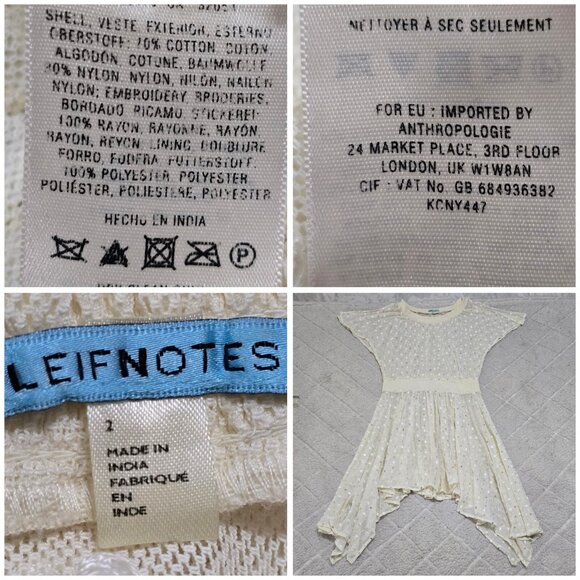 SHELL, VESTE, EXTERIOR, ESTERNO
OBERSTOFF: 70% COTTON, COTON,
ALGODÓN, COTONE, BAUMWOLLE
30% NYLON, NYLON, NILON, NAILON
NYLON; EMBROIDERY, BRODERIES,
BORDADO, RICAMO, STICKEREI:
100% RAYON, RAYONNE, RAYON
RAYON, REYON, LINING, DOUBLURE
FORRO, FODERA, FUTTERSTOFF:
100% POLYESTER, POLYESTER,
POLIÉSTER, POLIESTERE, POLYESTER
HECHO EN INDIA
P
NETTOYER À SEC SEULEMENT
FOR EU : IMPORTED BY
ANTHROPOLOGIE
24 MARKET PLACE, 3RD FLOOR
LONDON, UK W1W8AN
CIF : VAT No. GB 684936382
KCNY447
LEIFNOTES
2
MADE IN
INDIA
FABRIQUÉ
EN
INDE